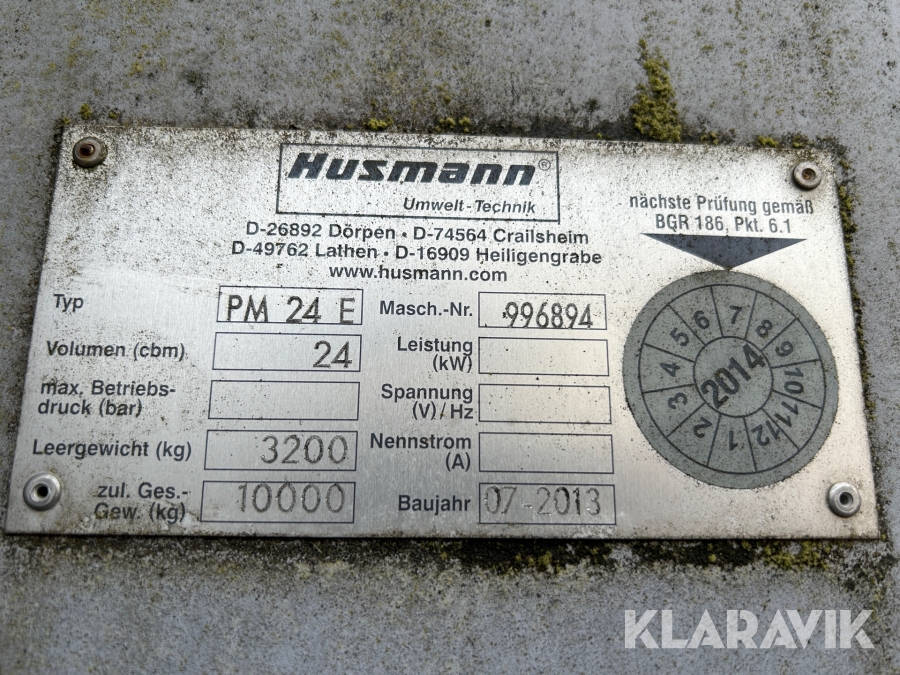 Husmann®
Umwelt-Technik
D-26892 Dörpen · D-74564 Crailsheim
D-49762 Lathen · D-16909 Heiligengrabe
www.husmann.com
nächste Prüfung gemäß
BGR 186, Pkt. 6.1
Typ PM 24 E
Masch.-Nr. 996894
Volumen (cbm) 24
Leistung
(kW)
max. Betriebs-
druck (bar)
Spannung
(V) / Hz
Leergewicht (kg) 3200
Nennstrom
(A)
zul. Ges.-
Gew. (kg) 10000
Baujahr 07-2013
1 2 3 4 5 6 7 8 9 10 11 12
2014
KLARAVIK